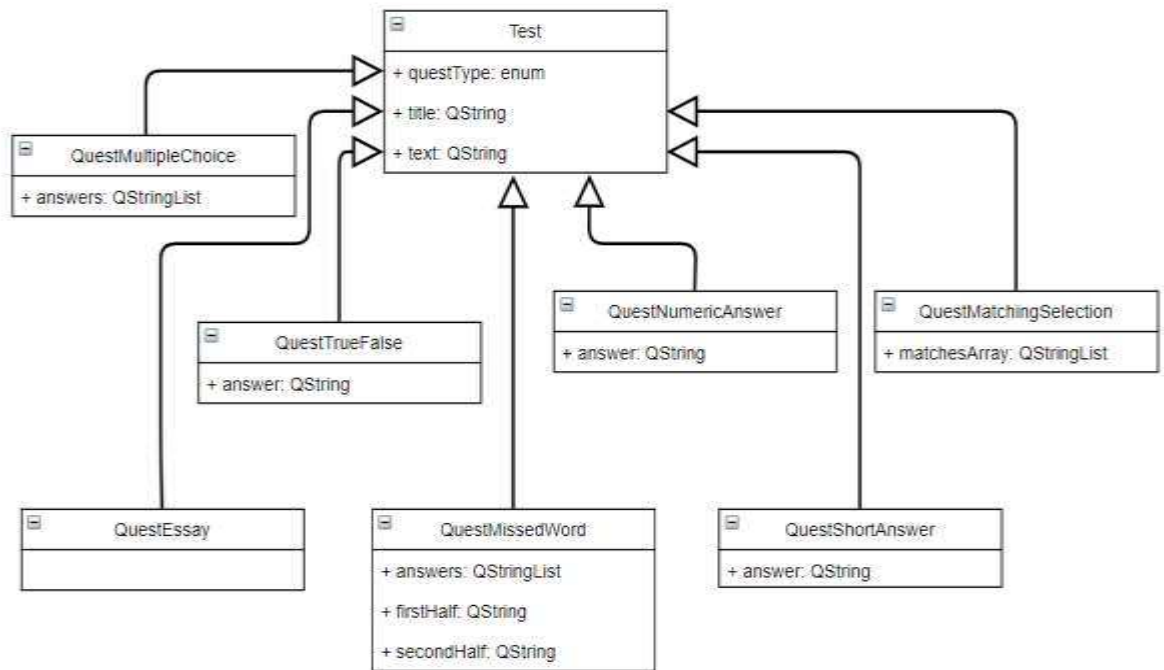 Test
+ questType: enum
+ title: QString
+ text: QString
QuestMultipleChoice
+ answers: QStringList
QuestTrueFalse
+ answer: QString
QuestNumericAnswer
+ answer: QString
QuestMatchingSelection
+ matchesArray: QStringList
QuestEssay
QuestMissedWord
+ answers: QStringList
+ firstHalf: QString
+ secondHalf: QString
QuestShortAnswer
+ answer: QString